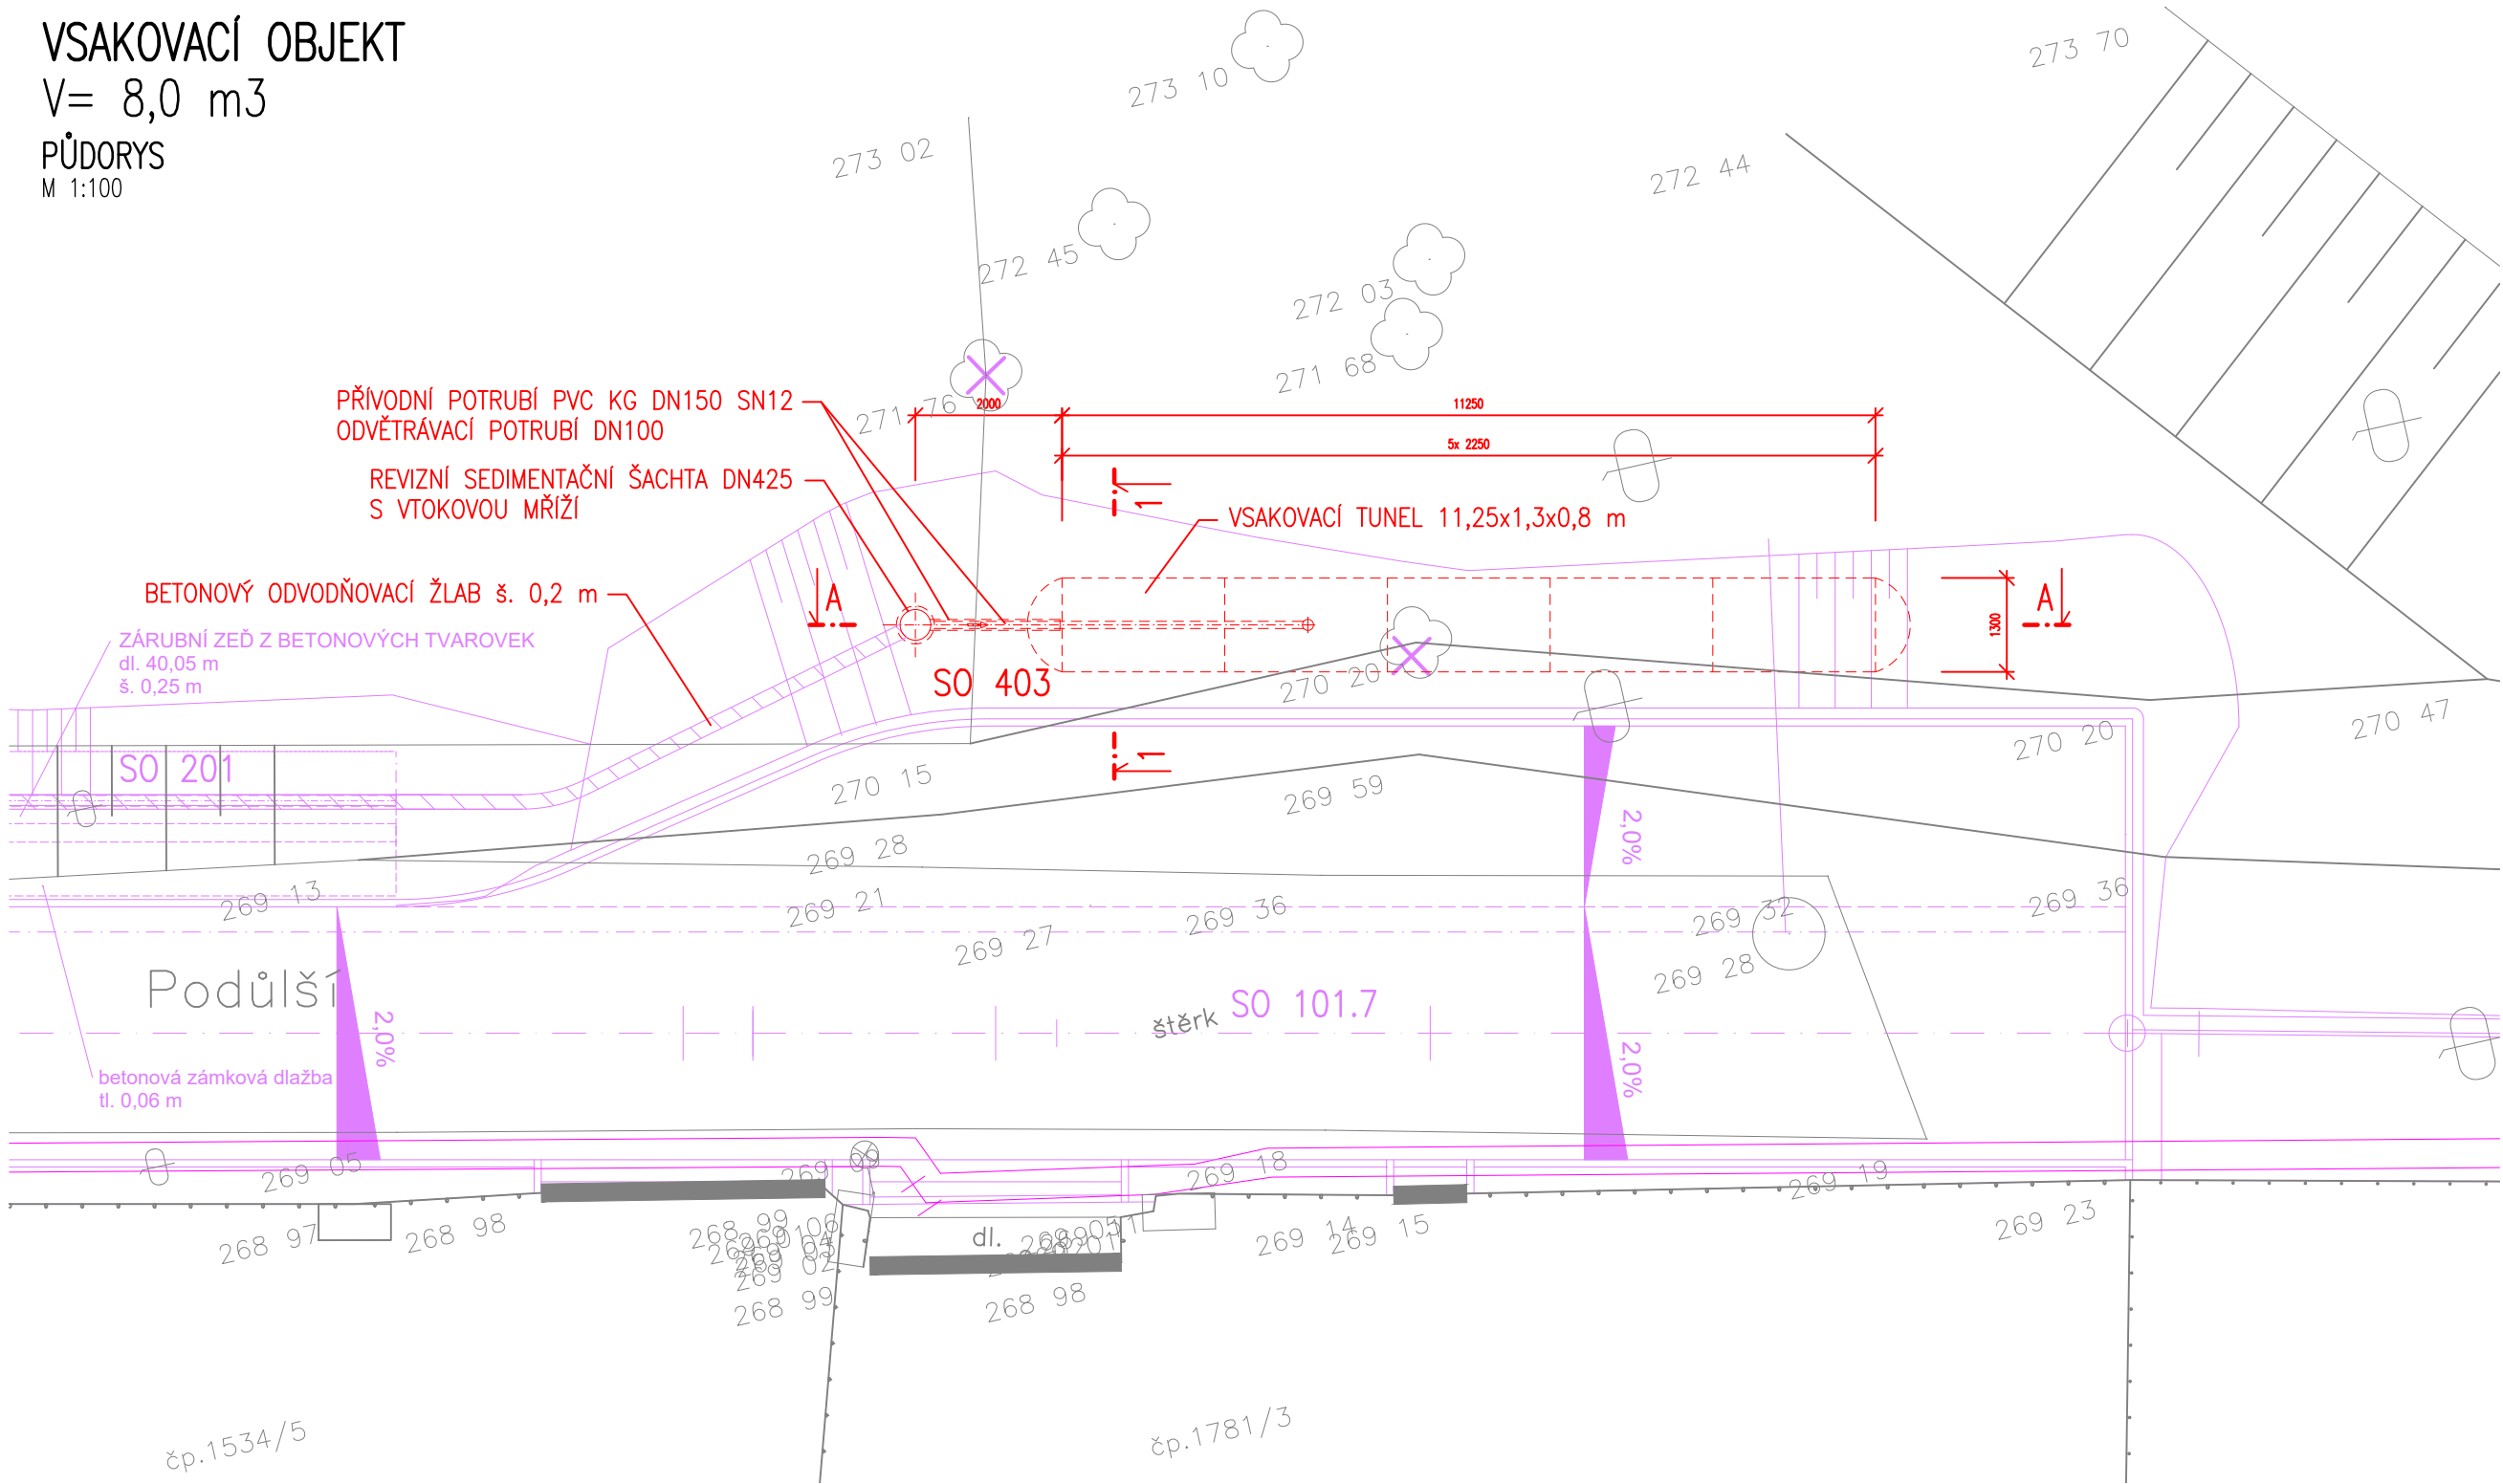 VSAKOVACÍ OBJEKT
V= 8,0 m3
PŮDORYS
M 1:100
273 70
273 10
273 02
272 44
272 45
272 03
271 68
271 76
2000
11250
5x 2250
PŘÍVODNÍ POTRUBÍ PVC KG DN150 SN12
ODVĚTRÁVACÍ POTRUBÍ DN100
REVIZNÍ SEDIMENTAČNÍ ŠACHTA DN425
S VTOKOVOU MŘÍŽÍ
1
VSAKOVACÍ TUNEL 11,25x1,3x0,8 m
BETONOVÝ ODVODŇOVACÍ ŽLAB š. 0,2 m
A
A
1300
ZÁRUBNÍ ZEĎ Z BETONOVÝCH TVAROVEK
dl. 40,05 m
š. 0,25 m
SO 403
270 20
270 47
270 20
SO 201
1
270 15
269 59
2,0%
269 28
269 13
269 21
269 36
269 32
269 36
269 27
269 28
Podůlší
SO 101.7
štěrk
2,0%
2,0%
betonová zámková dlažba
tl. 0,06 m
269 05
269 18
269 19
268 97
268 98
268 99
dl.
269 14
269 15
269 23
269 02
268 99
268 98
čp.1534/5
čp.1781/3